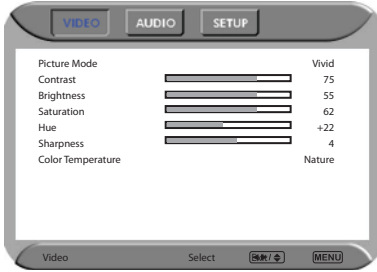 VIDEO AUDIO SETUP
Picture Mode Vivid
Contrast 75
Brightness 55
Saturation 62
Hue +22
Sharpness 4
Color Temperature Nature
Video Select / MENU